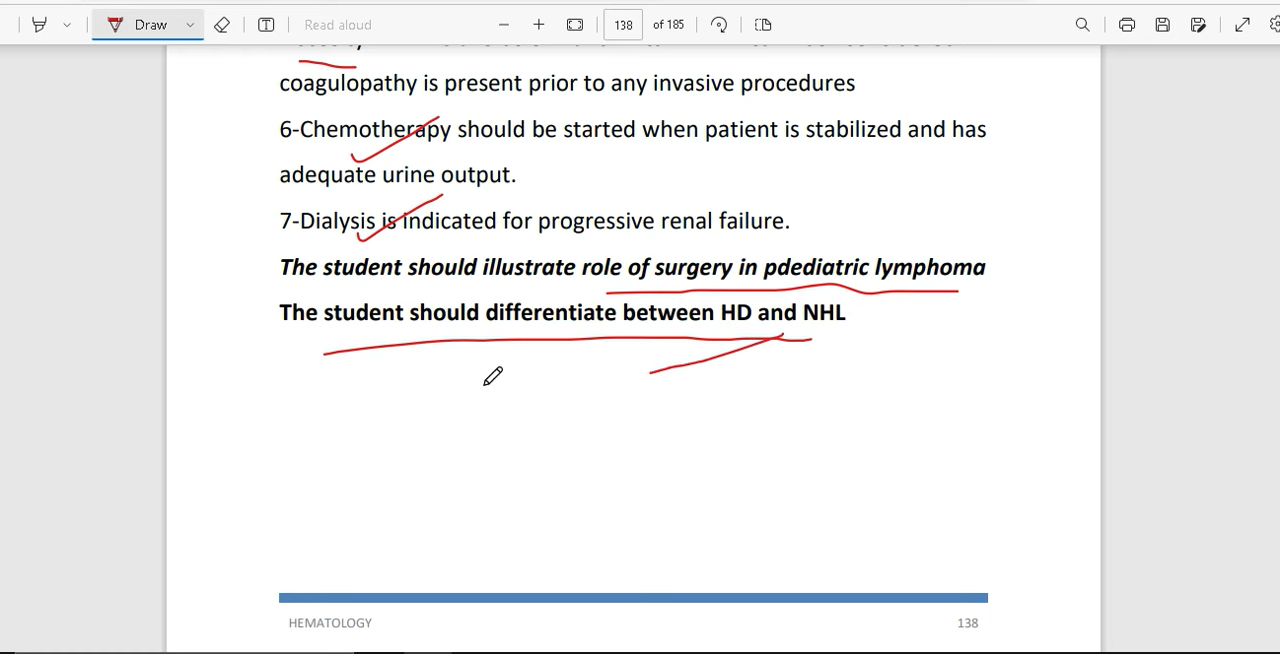 Draw
Read aloud
138 of 185
coagulopathy is present prior to any invasive procedures
6-Chemotherapy should be started when patient is stabilized and has
adequate urine output.
7-Dialysis is indicated for progressive renal failure.
The student should illustrate role of surgery in pdediatric lymphoma
The student should differentiate between HD and NHL
HEMATOLOGY
138